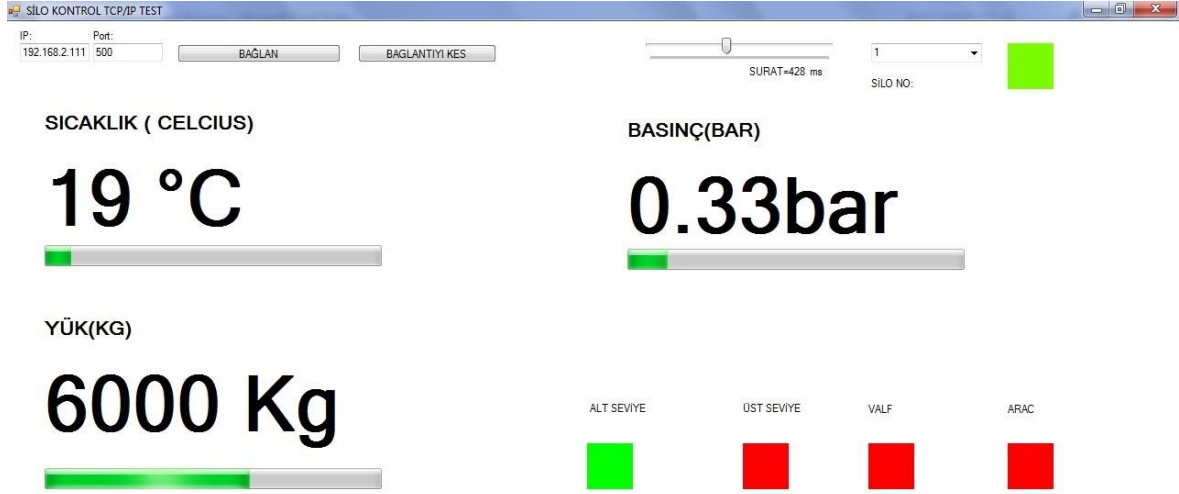 SİLO KONTROL TCP/IP TEST
IP: Port:
192.168.2.111 500 BAĞLAN BAGLANTIYI KES 1
SURAT=428 ms
SİLO NO:
SICAKLIK ( CELCIUS)
BASINÇ(BAR)
19 °C
0.33bar
YÜK(KG)
6000 Kg
ALT SEVİYE ÜST SEVİYE VALF ARAC